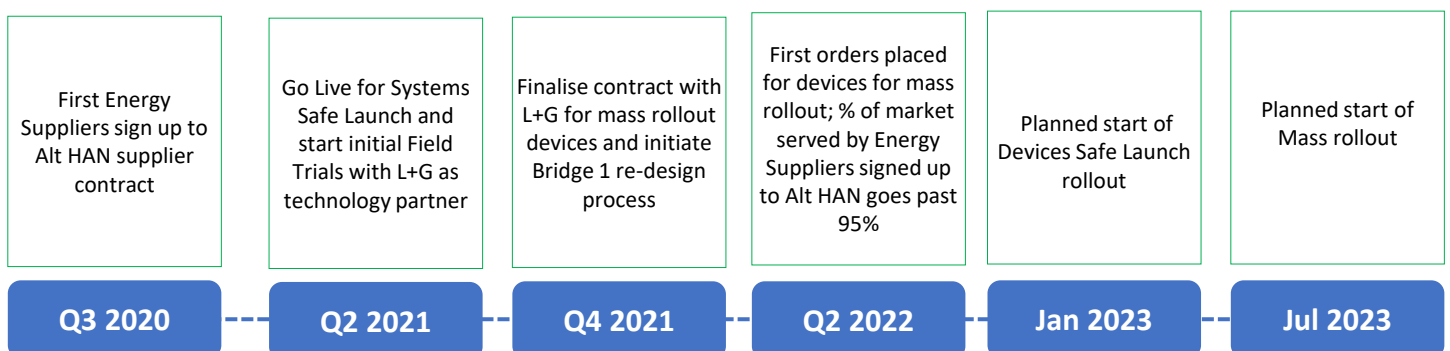 First Energy
Suppliers sign up to
Alt HAN supplier
contract
Go Live for Systems
Safe Launch and
start initial Field
Trials with L+G as
technology partner
Finalise contract with
L+G for mass rollout
devices and initiate
Bridge 1 re-design
process
First orders placed
for devices for mass
rollout; % of market
served by Energy
Suppliers signed up
to Alt HAN goes past
95%
Planned start of
Devices Safe Launch
rollout
Planned start of
Mass rollout
Q3 2020
Q2 2021
Q4 2021
Q2 2022
Jan 2023
Jul 2023